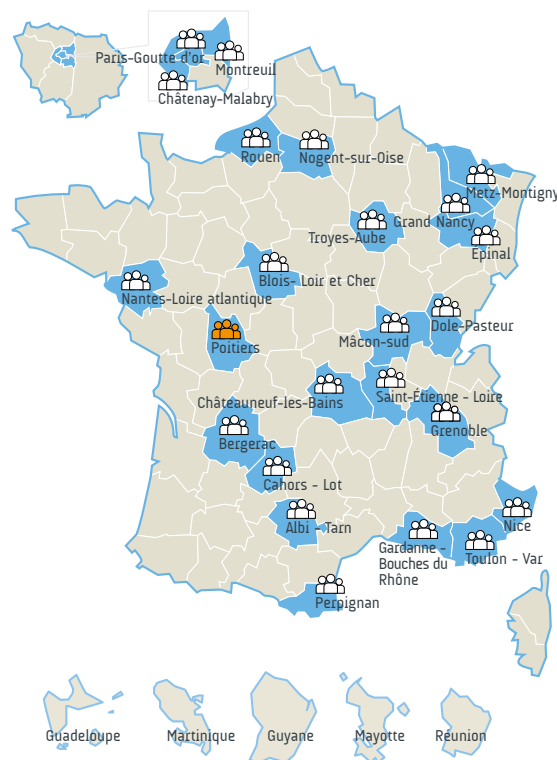 Paris-Goutte d'or
Montreuil
Châtenay-Malabry
Rouen
Nogent-sur-Oise
Metz-Montigny
Grand Nancy
Troyes-Aube
Epinal
Blois- Loir et Cher
Nantes-Loire atlantique
Dole-Pasteur
Mâcon-sud
Poitiers
Châteauneuf-les-Bains
Saint-Étienne - Loire
Grenoble
Bergerac
Cahors - Lot
Albi - Tarn
Nice
Gardanne -
Bouches du
Rhône
Toulon - Var
Perpignan
Guadeloupe
Martinique
Guyane
Mayotte
Réunion